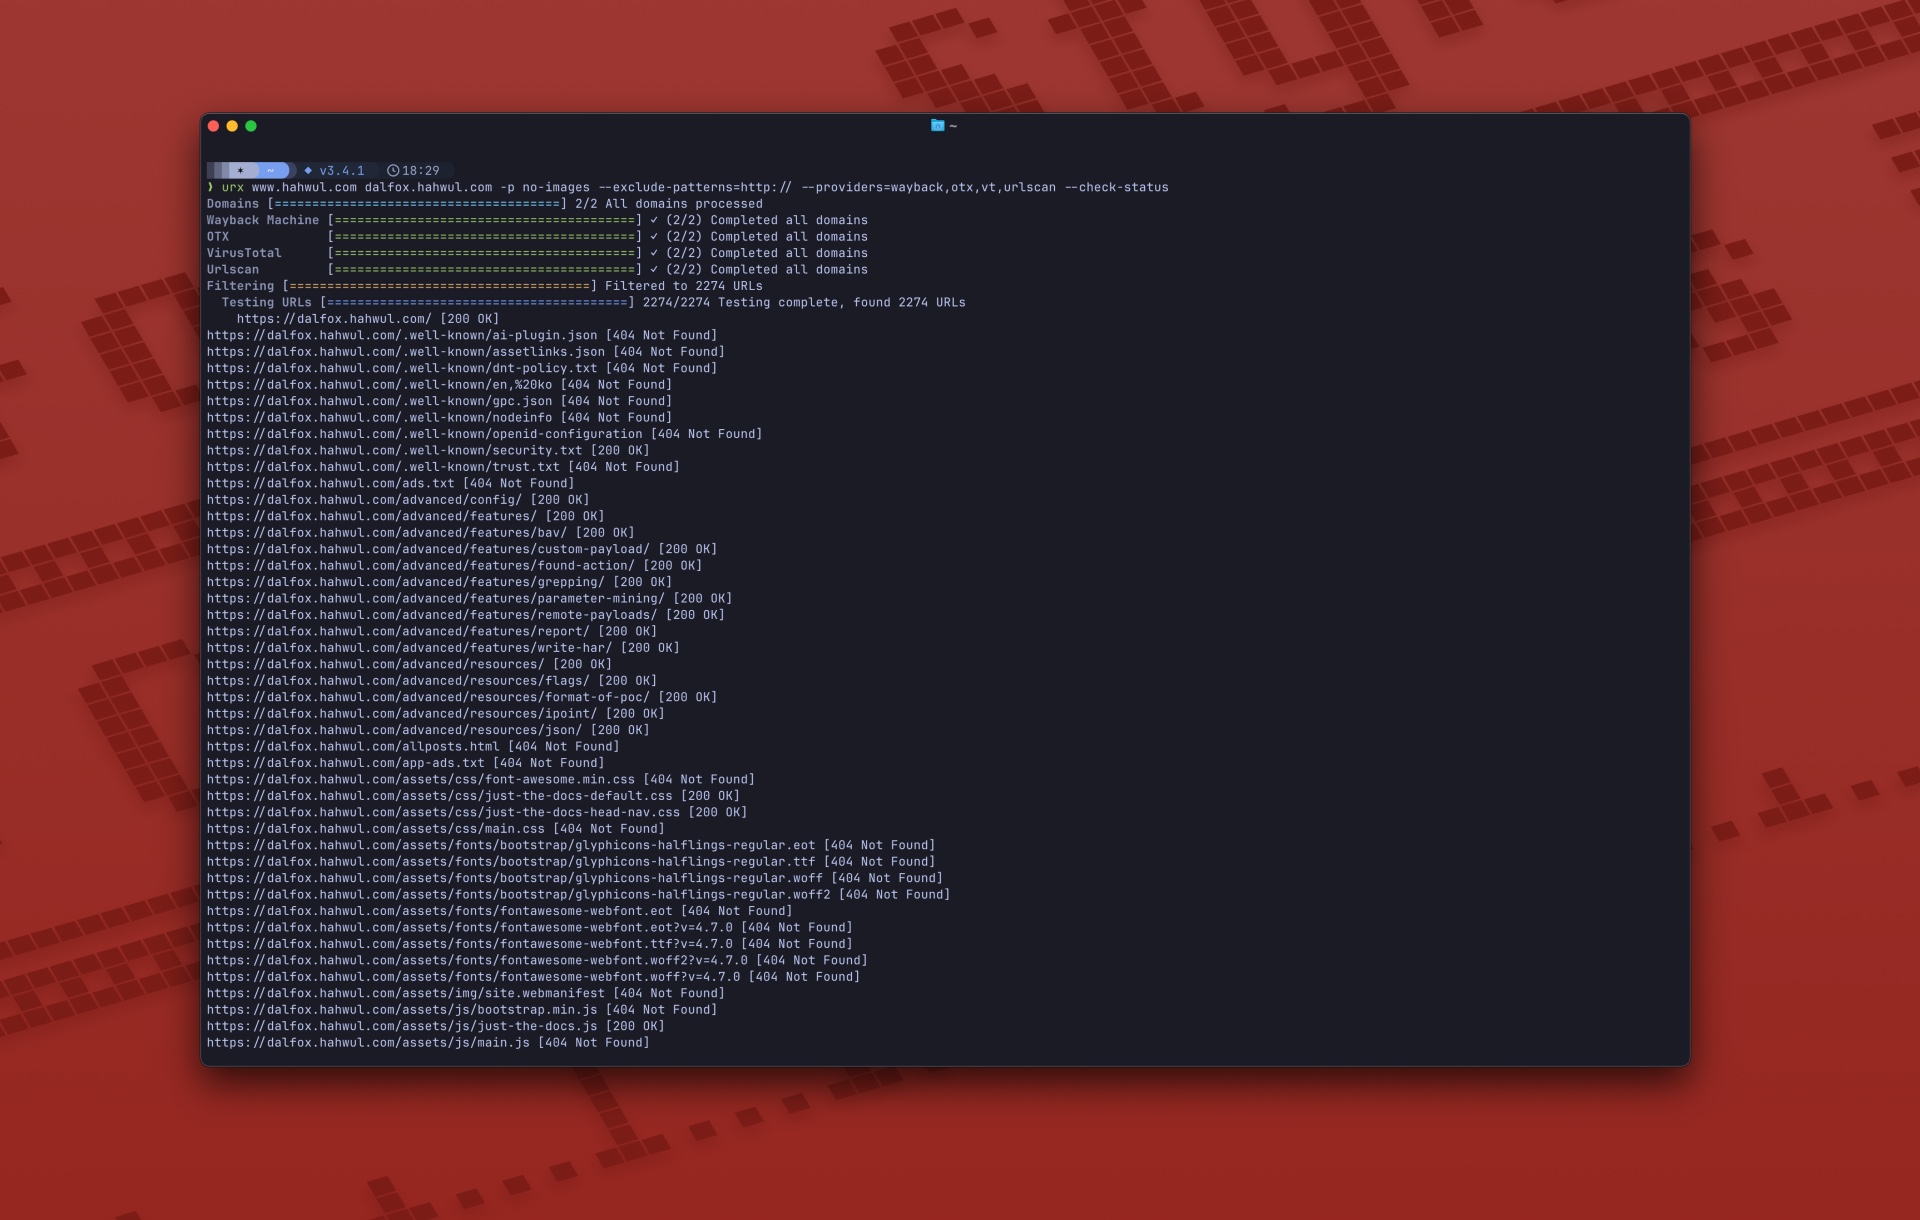 ~
* ~ ◆ v3.4.1 18:29
❯ urx www.hahwul.com dalfox.hahwul.com -p no-images --exclude-patterns=http:// --providers=wayback,otx,vt,urlscan --check-status
Domains [======================================] 2/2 All domains processed
Wayback Machine [========================================] ✓ (2/2) Completed all domains
OTX [========================================] ✓ (2/2) Completed all domains
VirusTotal [========================================] ✓ (2/2) Completed all domains
Urlscan [========================================] ✓ (2/2) Completed all domains
Filtering [========================================] Filtered to 2274 URLs
Testing URLs [========================================] 2274/2274 Testing complete, found 2274 URLs
https://dalfox.hahwul.com/ [200 OK]
https://dalfox.hahwul.com/.well-known/ai-plugin.json [404 Not Found]
https://dalfox.hahwul.com/.well-known/assetlinks.json [404 Not Found]
https://dalfox.hahwul.com/.well-known/dnt-policy.txt [404 Not Found]
https://dalfox.hahwul.com/.well-known/en,%20ko [404 Not Found]
https://dalfox.hahwul.com/.well-known/gpc.json [404 Not Found]
https://dalfox.hahwul.com/.well-known/nodeinfo [404 Not Found]
https://dalfox.hahwul.com/.well-known/openid-configuration [404 Not Found]
https://dalfox.hahwul.com/.well-known/security.txt [200 OK]
https://dalfox.hahwul.com/.well-known/trust.txt [404 Not Found]
https://dalfox.hahwul.com/ads.txt [404 Not Found]
https://dalfox.hahwul.com/advanced/config/ [200 OK]
https://dalfox.hahwul.com/advanced/features/ [200 OK]
https://dalfox.hahwul.com/advanced/features/bav/ [200 OK]
https://dalfox.hahwul.com/advanced/features/custom-payload/ [200 OK]
https://dalfox.hahwul.com/advanced/features/found-action/ [200 OK]
https://dalfox.hahwul.com/advanced/features/grepping/ [200 OK]
https://dalfox.hahwul.com/advanced/features/parameter-mining/ [200 OK]
https://dalfox.hahwul.com/advanced/features/remote-payloads/ [200 OK]
https://dalfox.hahwul.com/advanced/features/report/ [200 OK]
https://dalfox.hahwul.com/advanced/features/write-har/ [200 OK]
https://dalfox.hahwul.com/advanced/resources/ [200 OK]
https://dalfox.hahwul.com/advanced/resources/flags/ [200 OK]
https://dalfox.hahwul.com/advanced/resources/format-of-poc/ [200 OK]
https://dalfox.hahwul.com/advanced/resources/ipoint/ [200 OK]
https://dalfox.hahwul.com/advanced/resources/json/ [200 OK]
https://dalfox.hahwul.com/allposts.html [404 Not Found]
https://dalfox.hahwul.com/app-ads.txt [404 Not Found]
https://dalfox.hahwul.com/assets/css/font-awesome.min.css [404 Not Found]
https://dalfox.hahwul.com/assets/css/just-the-docs-default.css [200 OK]
https://dalfox.hahwul.com/assets/css/just-the-docs-head-nav.css [200 OK]
https://dalfox.hahwul.com/assets/css/main.css [404 Not Found]
https://dalfox.hahwul.com/assets/fonts/bootstrap/glyphicons-halflings-regular.eot [404 Not Found]
https://dalfox.hahwul.com/assets/fonts/bootstrap/glyphicons-halflings-regular.ttf [404 Not Found]
https://dalfox.hahwul.com/assets/fonts/bootstrap/glyphicons-halflings-regular.woff [404 Not Found]
https://dalfox.hahwul.com/assets/fonts/bootstrap/glyphicons-halflings-regular.woff2 [404 Not Found]
https://dalfox.hahwul.com/assets/fonts/fontawesome-webfont.eot [404 Not Found]
https://dalfox.hahwul.com/assets/fonts/fontawesome-webfont.eot?v=4.7.0 [404 Not Found]
https://dalfox.hahwul.com/assets/fonts/fontawesome-webfont.ttf?v=4.7.0 [404 Not Found]
https://dalfox.hahwul.com/assets/fonts/fontawesome-webfont.woff2?v=4.7.0 [404 Not Found]
https://dalfox.hahwul.com/assets/fonts/fontawesome-webfont.woff?v=4.7.0 [404 Not Found]
https://dalfox.hahwul.com/assets/img/site.webmanifest [404 Not Found]
https://dalfox.hahwul.com/assets/js/bootstrap.min.js [404 Not Found]
https://dalfox.hahwul.com/assets/js/just-the-docs.js [200 OK]
https://dalfox.hahwul.com/assets/js/main.js [404 Not Found]